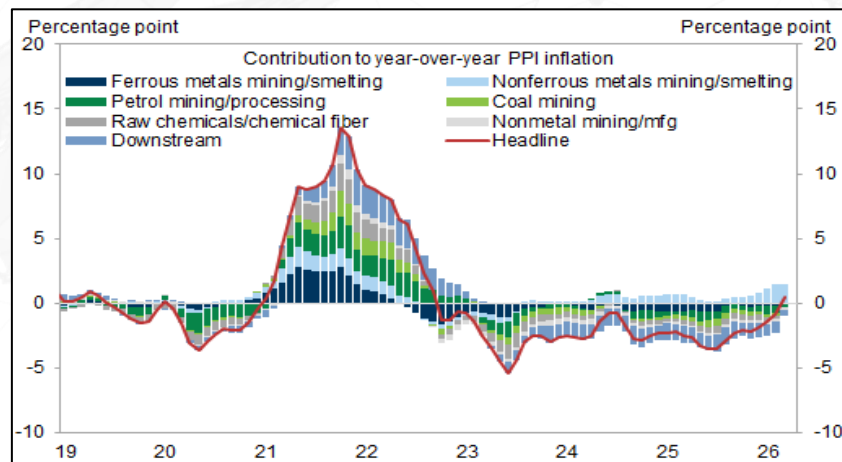 Percentage point Percentage point
Contribution to year-over-year PPI inflation
Ferrous metals mining/smelting Nonferrous metals mining/smelting
Petrol mining/processing Coal mining
Raw chemicals/chemical fiber Nonmetal mining/mfg
Downstream Headline
20 20
15 15
10 10
5 5
0 0
-5 -5
-10 -10
19 20 21 22 23 24 25 26